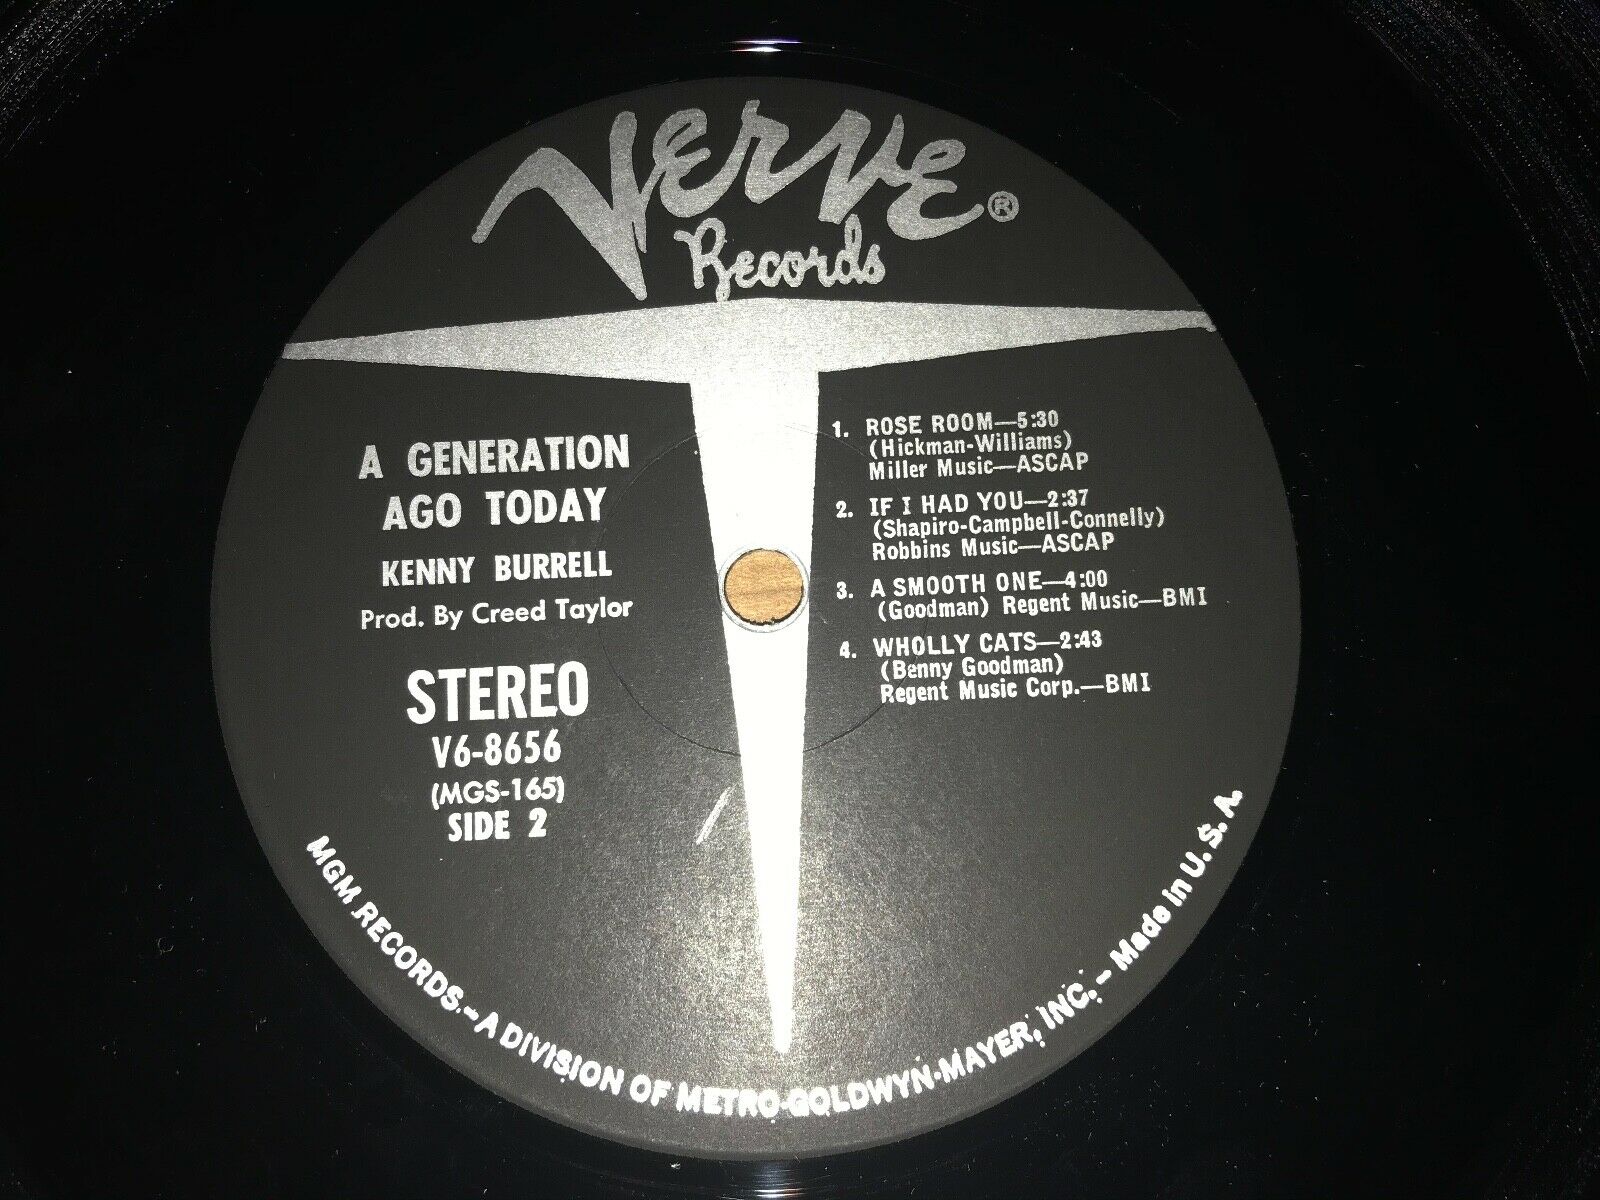 Verve®
Records
A GENERATION
AGO TODAY
KENNY BURRELL
Prod. By Creed Taylor
STEREO
V6-8656
(MGS-165)
SIDE 2
1. ROSE ROOM—5:30
(Hickman-Williams)
Miller Music—ASCAP
2. IF I HAD YOU—2:37
(Shapiro-Campbell-Connelly)
Robbins Music—ASCAP
3. A SMOOTH ONE—4:00
(Goodman) Regent Music—BMI
4. WHOLLY CATS—2:43
(Benny Goodman)
Regent Music Corp.—BMI
MGM RECORDS.–A DIVISION OF METRO-GOLDWYN-MAYER, INC.– Made in U. S. A.